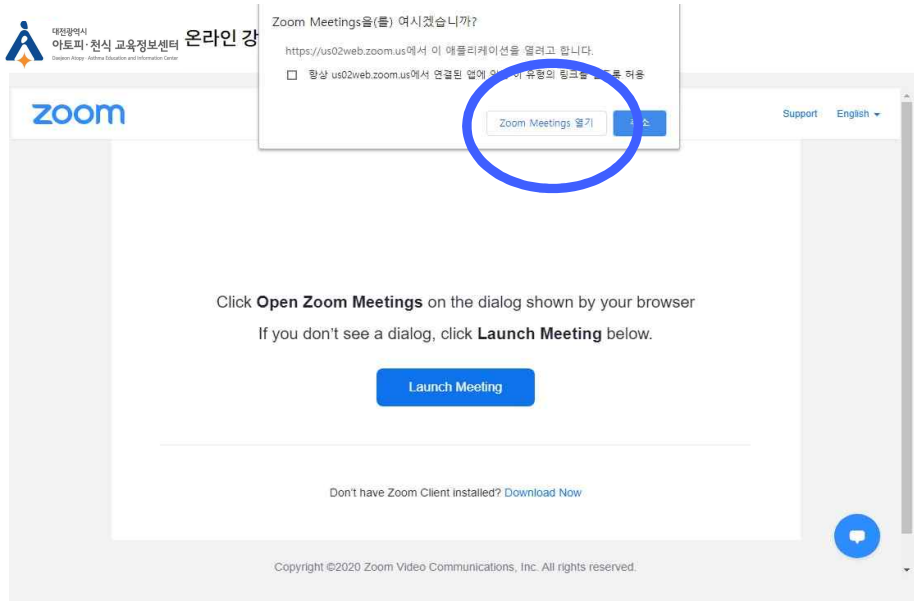 대전광역시
아토피·천식 교육정보센터 온라인 강
Daejeon Atopy · Asthma Education and Information Center
Zoom Meetings을(를) 여시겠습니까?
https://us02web.zoom.us에서 이 애플리케이션을 열려고 합니다.
항상 us02web.zoom.us에서 연결된 앱에 이 유형의 링크를 허용
Zoom Meetings 열기
zoom
Support English
Click Open Zoom Meetings on the dialog shown by your browser
If you don't see a dialog, click Launch Meeting below.
Launch Meeting
Don't have Zoom Client installed? Download Now
Copyright ©2020 Zoom Video Communications, Inc. All rights reserved.